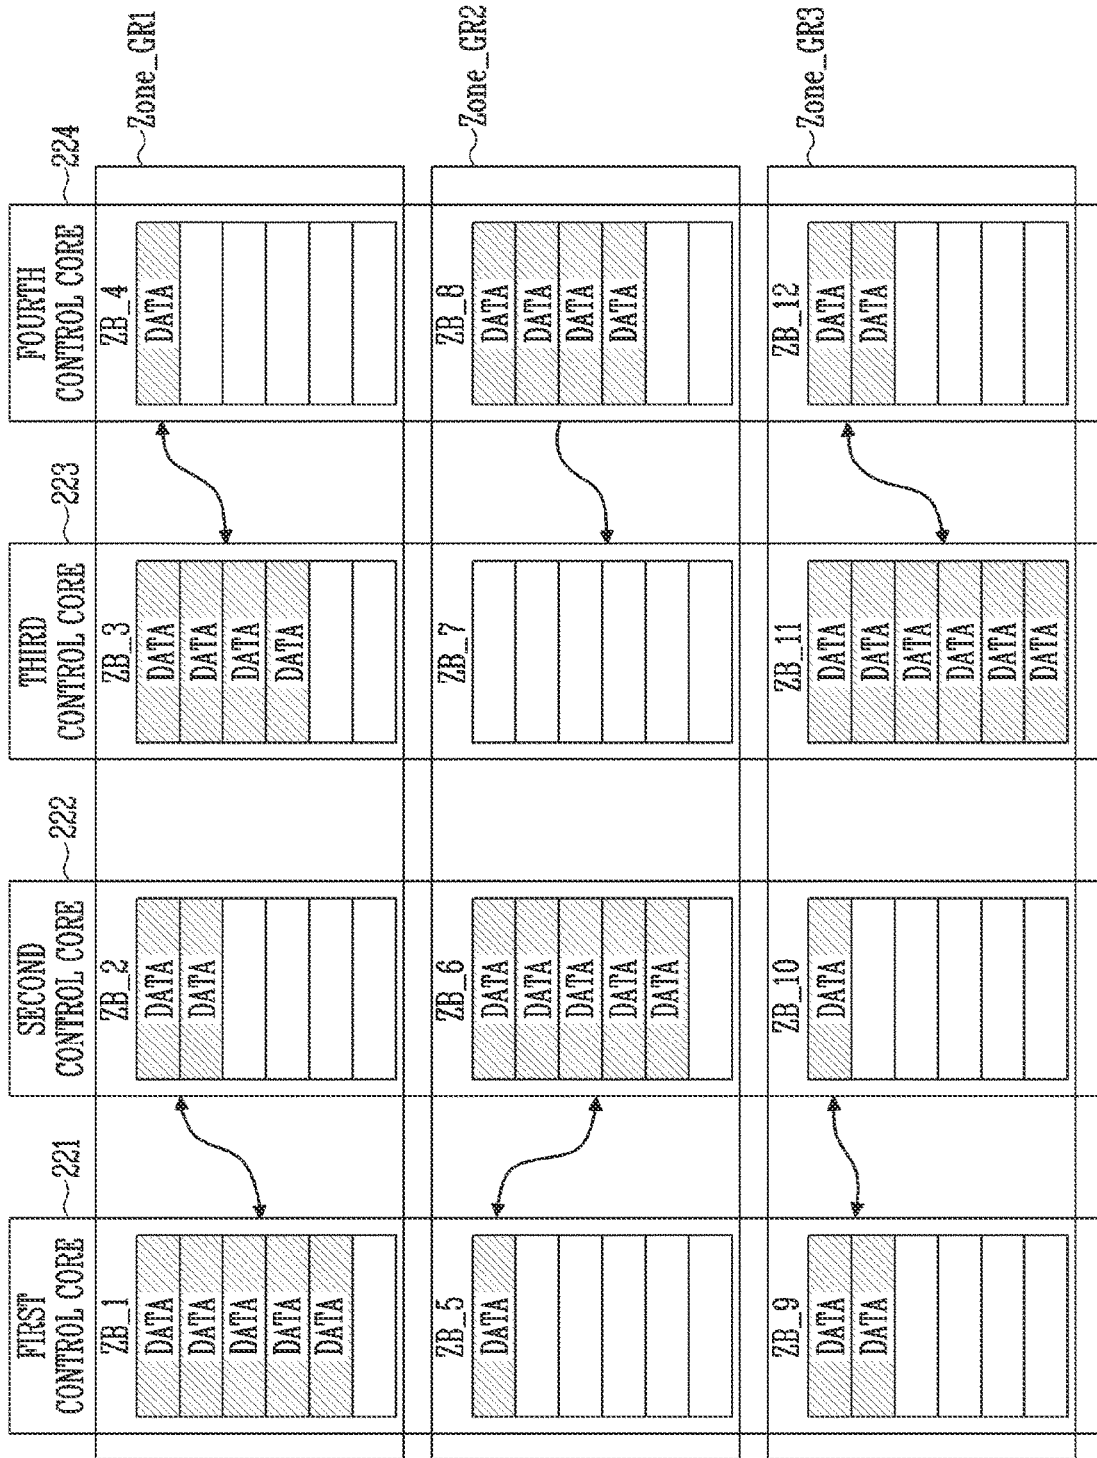 FIRST
CONTROL CORE
221
SECOND
CONTROL CORE
222
THIRD
CONTROL CORE
223
FOURTH
CONTROL CORE
224
Zone_GR1
ZB_1
DATA
DATA
DATA
DATA
DATA
ZB_2
DATA
DATA
ZB_3
DATA
DATA
DATA
DATA
ZB_4
DATA
Zone_GR2
ZB_5
DATA
ZB_6
DATA
DATA
DATA
DATA
DATA
ZB_7
ZB_8
DATA
DATA
DATA
DATA
Zone_GR3
ZB_9
DATA
DATA
ZB_10
DATA
ZB_11
DATA
DATA
DATA
DATA
DATA
DATA
ZB_12
DATA
DATA